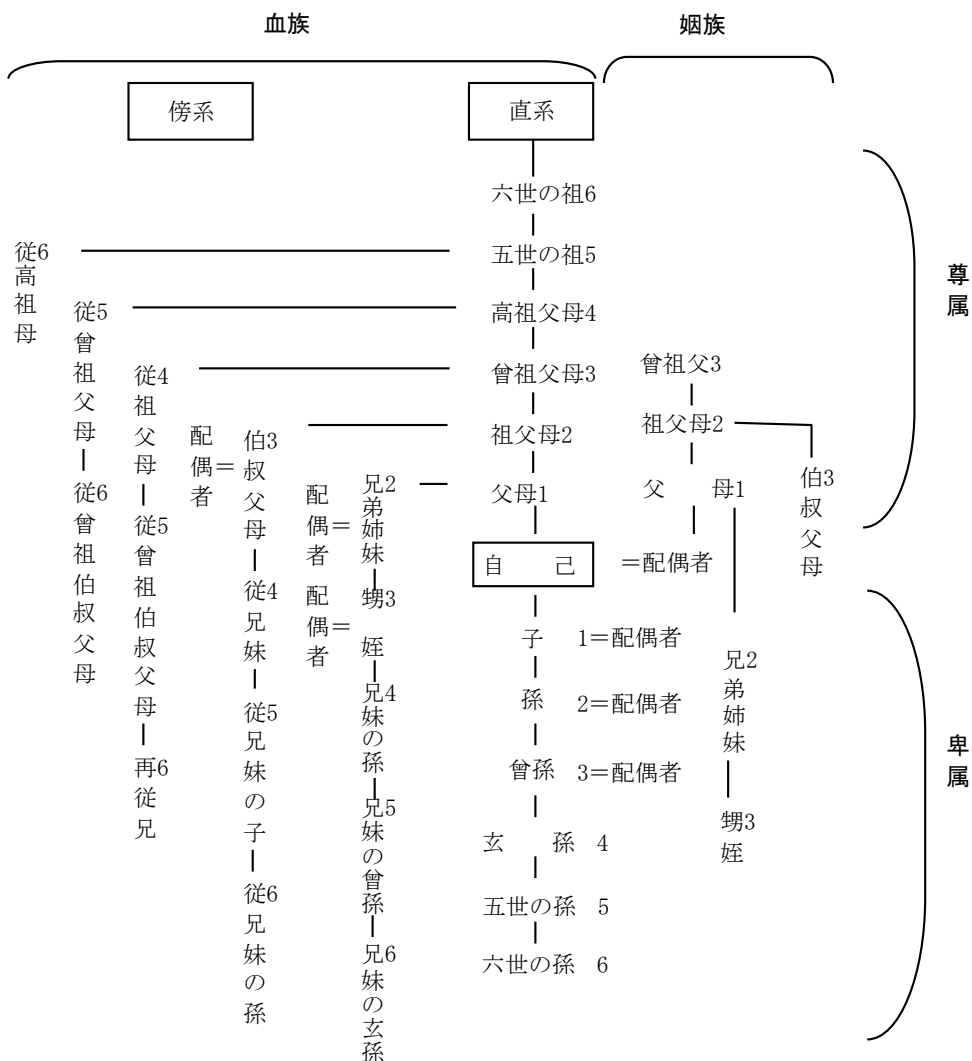 血族
姻族
傍系
直系
六世の祖6
五世の祖5
高祖父母4
曾祖父母3
祖父母2
父母1
自 己
子 1=配偶者
孫 2=配偶者
曾孫 3=配偶者
玄 孫 4
五世の孫 5
六世の孫 6
従6高祖母
従5曾祖父母
従6曾祖伯叔父母
従4祖父母
従5曾祖伯叔父母
再6従兄
配偶者=
伯3叔父母
従4兄妹
従5兄妹の子
従6兄妹の孫
配偶者=
兄2弟姉妹
配偶者=
甥3 姪
兄4妹の孫
兄5妹の曾孫
兄6妹の玄孫
曾祖父3
祖父母2
父 母1
=配偶者
伯3叔父母
兄2弟姉妹
甥3姪
尊属
卑属